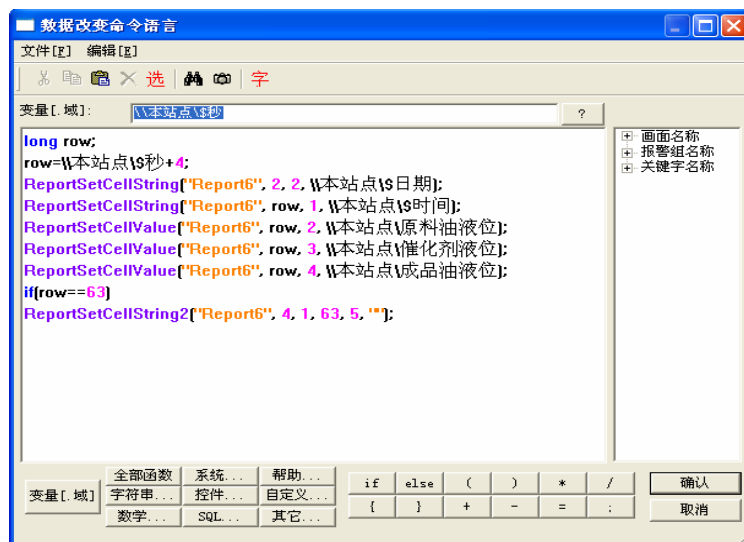 数据改变命令语言
文件[F] 编辑[E]
选 字
变量[.域]: \\本站点\$秒 ?
long row;
row=\\本站点\$秒+4;
ReportSetCellString("Report6", 2, 2, \\本站点\$日期);
ReportSetCellString("Report6", row, 1, \\本站点\$时间);
ReportSetCellValue("Report6", row, 2, \\本站点\原料油液位);
ReportSetCellValue("Report6", row, 3, \\本站点\催化剂液位);
ReportSetCellValue("Report6", row, 4, \\本站点\成品油液位);
if(row==63)
ReportSetCellString2("Report6", 4, 1, 63, 5, "");
画面名称
报警组名称
关键字名称
变量[.域]
全部函数 系统... 帮助...
字符串... 控件... 自定义...
数学... SQL... 其它...
if else ( ) * /
{ } + - = ;
确认
取消